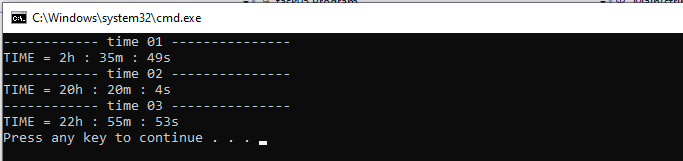 C:\Windows\system32\cmd.exe
------------ time 01 ---------------
TIME = 2h : 35m : 49s
------------ time 02 ---------------
TIME = 20h : 20m : 4s
------------ time 03 ---------------
TIME = 22h : 55m : 53s
Press any key to continue . . .